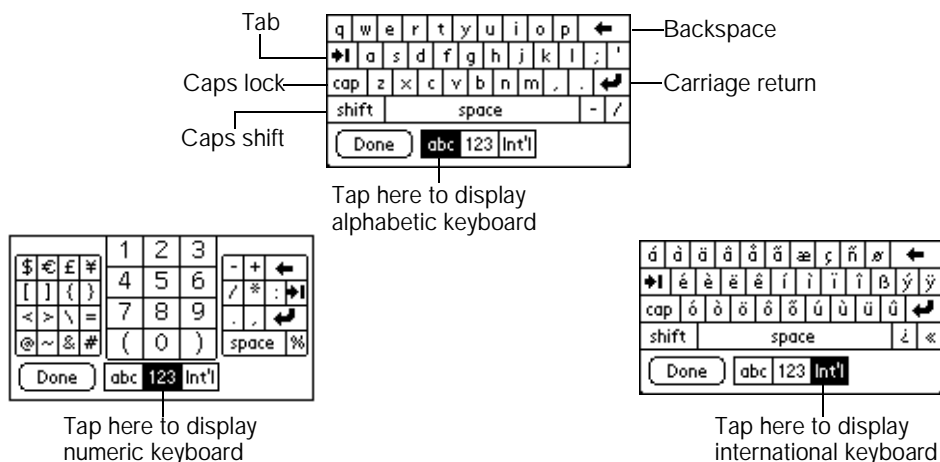 Tab
q w e r t y u i o p
Backspace
a s d f g h j k l ; '
Caps lock
cap z x c v b n m , .
Carriage return
shift space - /
Caps shift
Done abc 123 Int'l
Tap here to display
alphabetic keyboard
1 2 3
$ € £ ¥ - +
4 5 6
[ ] { } / * :
7 8 9
< > \ = . ,
@ ~ & # ( 0 ) space %
Done abc 123 Int'l
Tap here to display
numeric keyboard
á à ä â å ã æ ç ñ ø
é è ë ê í ì ï î ß ý ÿ
cap ó ò ö ô õ ú ù ü û
shift space ¿ «
Done abc 123 Int'l
Tap here to display
international keyboard